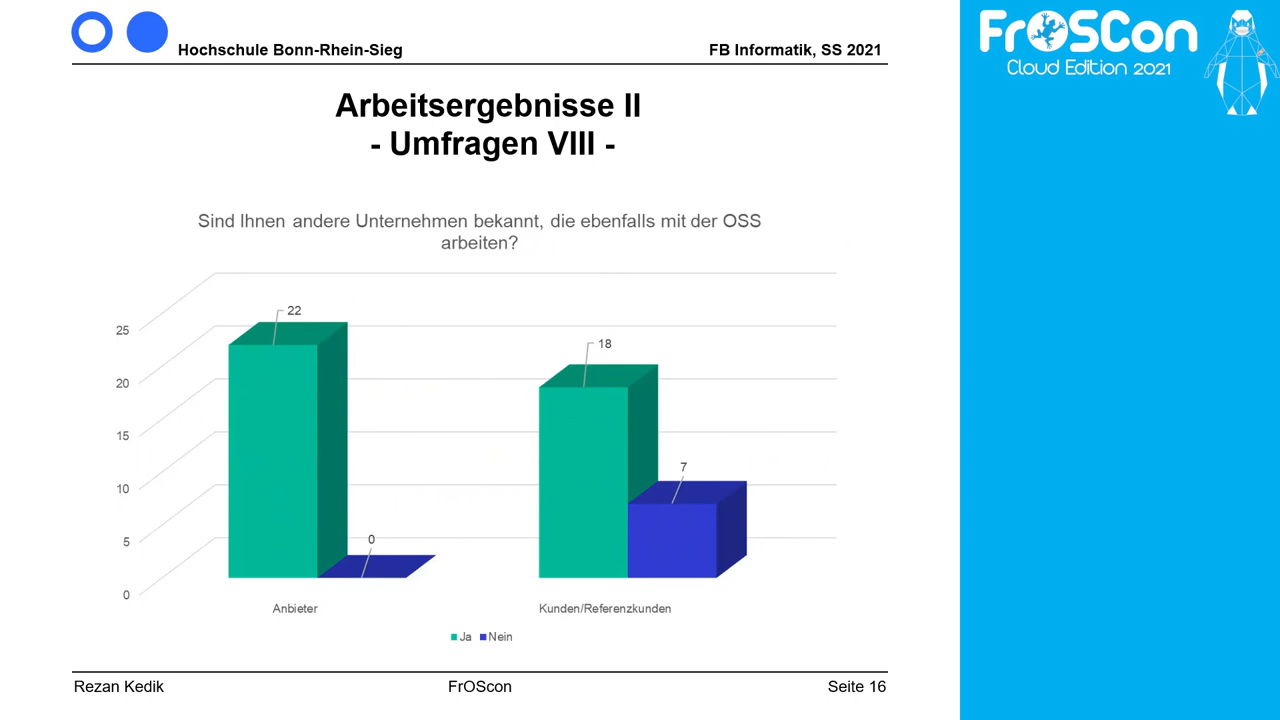 Hochschule Bonn-Rhein-Sieg
FB Informatik, SS 2021
FrOSCon
Cloud Edition 2021
Arbeitsergebnisse II
- Umfragen VIII -
Sind Ihnen andere Unternehmen bekannt, die ebenfalls mit der OSS
arbeiten?
25
20
15
10
5
0
22
0
18
7
Anbieter
Kunden/Referenzkunden
Ja
Nein
Rezan Kedik
FrOScon
Seite 16